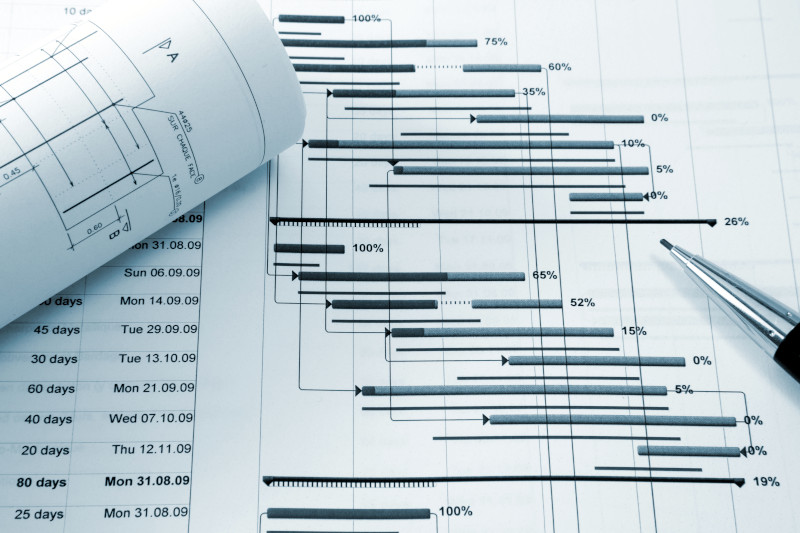 10 d
100%
75%
60%
35%
0%
10%
5%
0%
A
44Φ25
SUR CHAQUE FACE
0.45
0.60
B
.09 26%
on 31.08.09 100%
Sun 06.09.09 65%
days Mon 14.09.09 52%
45 days Tue 29.09.09 15%
30 days Tue 13.10.09 0%
60 days Mon 21.09.09 5%
40 days Wed 07.10.09 0%
20 days Thu 12.11.09 0%
80 days Mon 31.08.09 19%
25 days Mon 31.08.09 100%